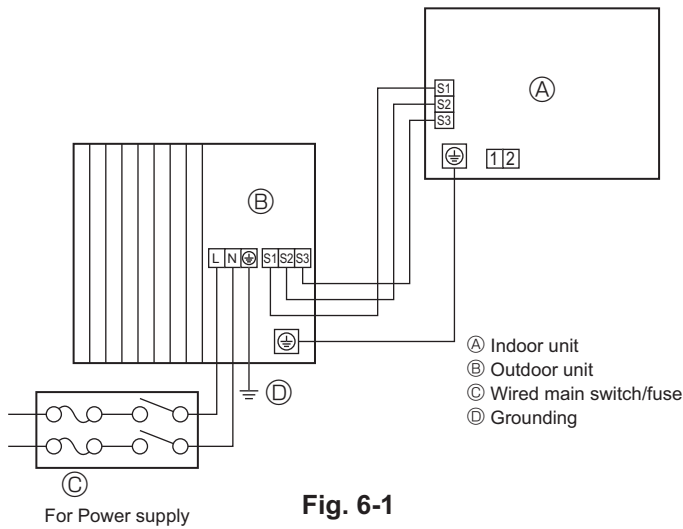 S1
S2
S3
Ⓐ
1 2
Ⓑ
L N S1 S2 S3
Ⓓ
Ⓐ Indoor unit
Ⓑ Outdoor unit
Ⓒ Wired main switch/fuse
Ⓓ Grounding
Ⓒ
For Power supply
Fig. 6-1